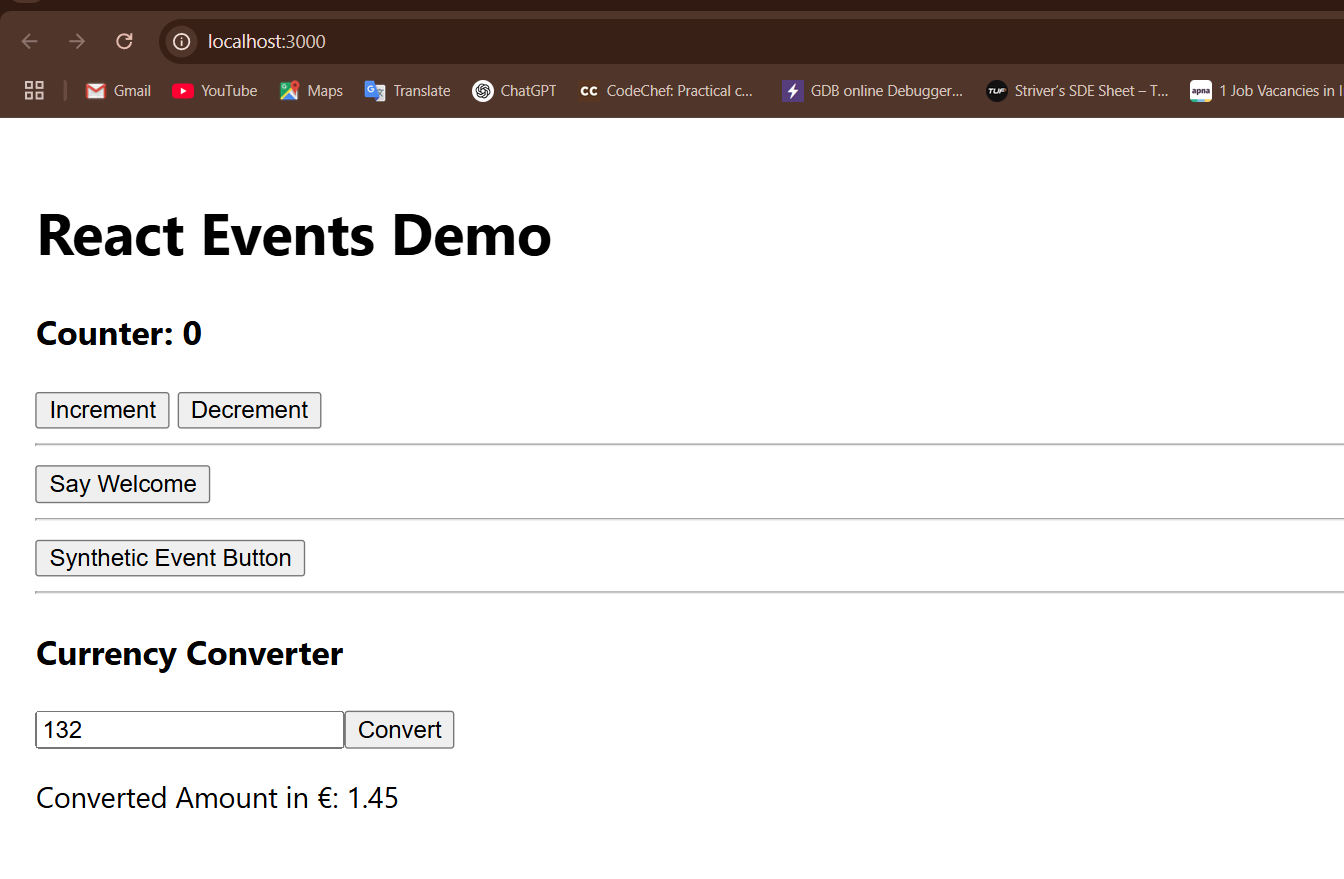 localhost:3000
Gmail YouTube Maps Translate ChatGPT CodeChef: Practical c... GDB online Debugger... Striver's SDE Sheet – T... 1 Job Vacancies in I
React Events Demo
Counter: 0
Increment Decrement
Say Welcome
Synthetic Event Button
Currency Converter
132 Convert
Converted Amount in €: 1.45